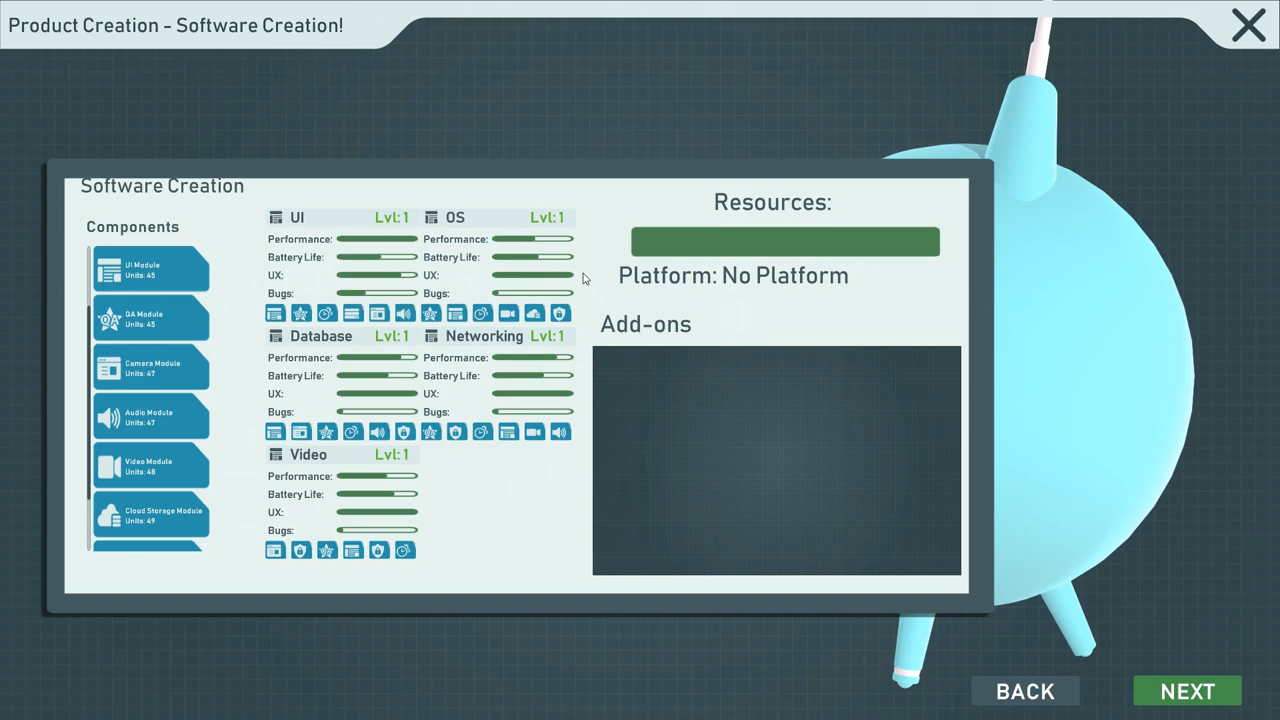 Product Creation - Software Creation!
Software Creation
Components
UI Module
Units: 45
QA Module
Units: 45
Camera Module
Units: 47
Audio Module
Units: 47
Video Module
Units: 48
Cloud Storage Module
Units: 49
UI Lvl: 1
Performance:
Battery Life:
UX:
Bugs:
OS Lvl: 1
Performance:
Battery Life:
UX:
Bugs:
Database Lvl: 1
Performance:
Battery Life:
UX:
Bugs:
Networking Lvl: 1
Performance:
Battery Life:
UX:
Bugs:
Video Lvl: 1
Performance:
Battery Life:
UX:
Bugs:
Resources:
Platform: No Platform
Add-ons
BACK
NEXT